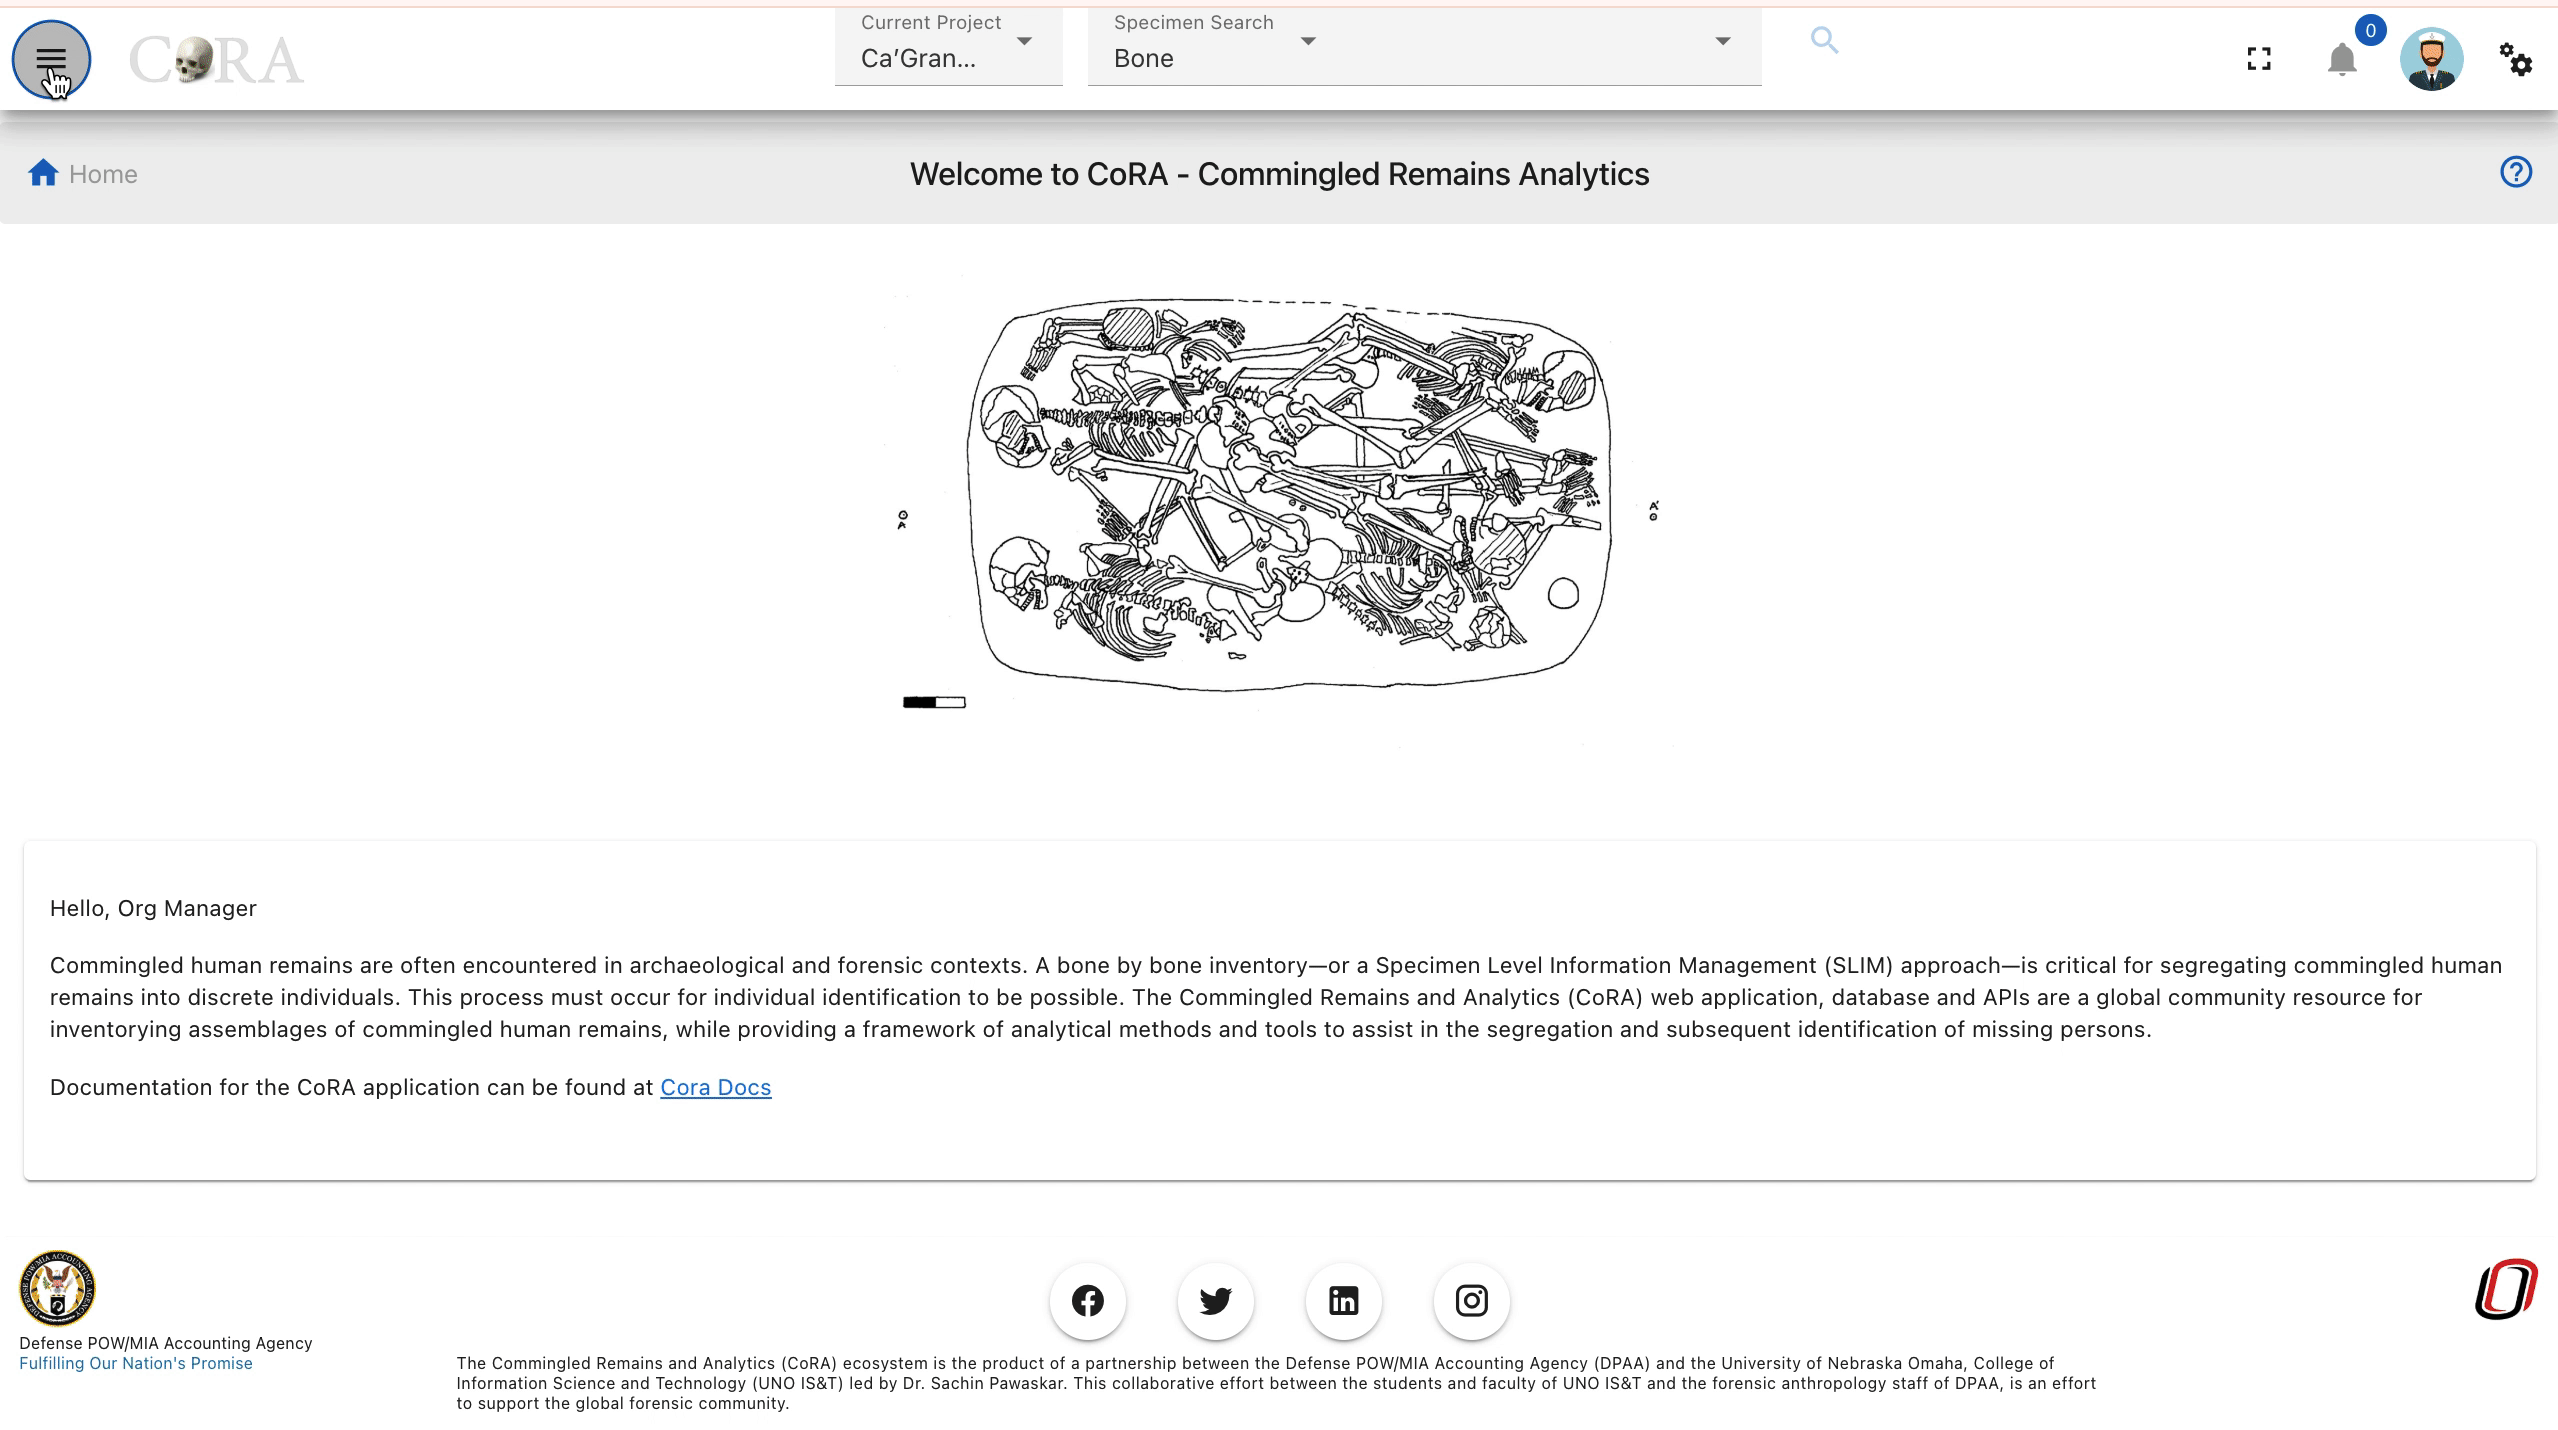 CoRA
Current Project
Ca'Gran...
Specimen Search
Bone
0
Home
Welcome to CoRA - Commingled Remains Analytics
A
A'
Hello, Org Manager
Commingled human remains are often encountered in archaeological and forensic contexts. A bone by bone inventory—or a Specimen Level Information Management (SLIM) approach—is critical for segregating commingled human
remains into discrete individuals. This process must occur for individual identification to be possible. The Commingled Remains and Analytics (CoRA) web application, database and APIs are a global community resource for
inventorying assemblages of commingled human remains, while providing a framework of analytical methods and tools to assist in the segregation and subsequent identification of missing persons.
Documentation for the CoRA application can be found at Cora Docs
DEFENSE POW/MIA ACCOUNTING AGENCY
Defense POW/MIA Accounting Agency
Fulfilling Our Nation's Promise
The Commingled Remains and Analytics (CoRA) ecosystem is the product of a partnership between the Defense POW/MIA Accounting Agency (DPAA) and the University of Nebraska Omaha, College of
Information Science and Technology (UNO IS&T) led by Dr. Sachin Pawaskar. This collaborative effort between the students and faculty of UNO IS&T and the forensic anthropology staff of DPAA, is an effort
to support the global forensic community.